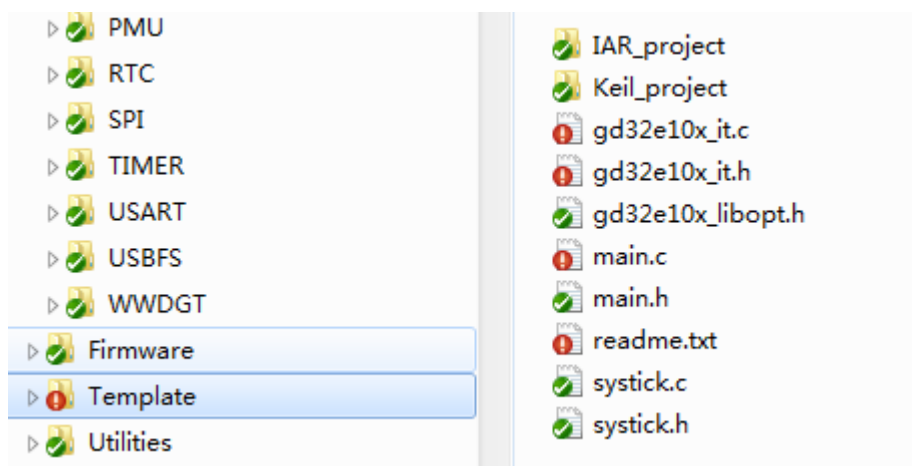 PMU
RTC
SPI
TIMER
USART
USBFS
WWDGT
Firmware
Template
Utilities
IAR_project
Keil_project
gd32e10x_it.c
gd32e10x_it.h
gd32e10x_libopt.h
main.c
main.h
readme.txt
systick.c
systick.h